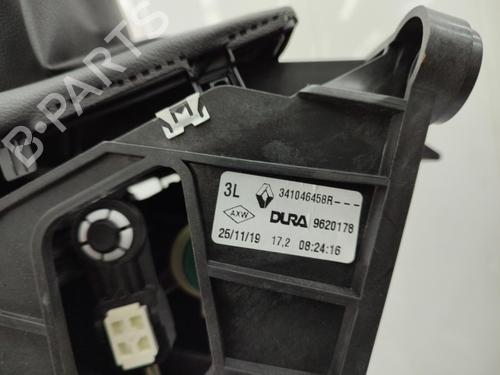 B-PARTS
3L 341046458R---
AXW DURA 9620178
25/11/19 17,2 08:24:16